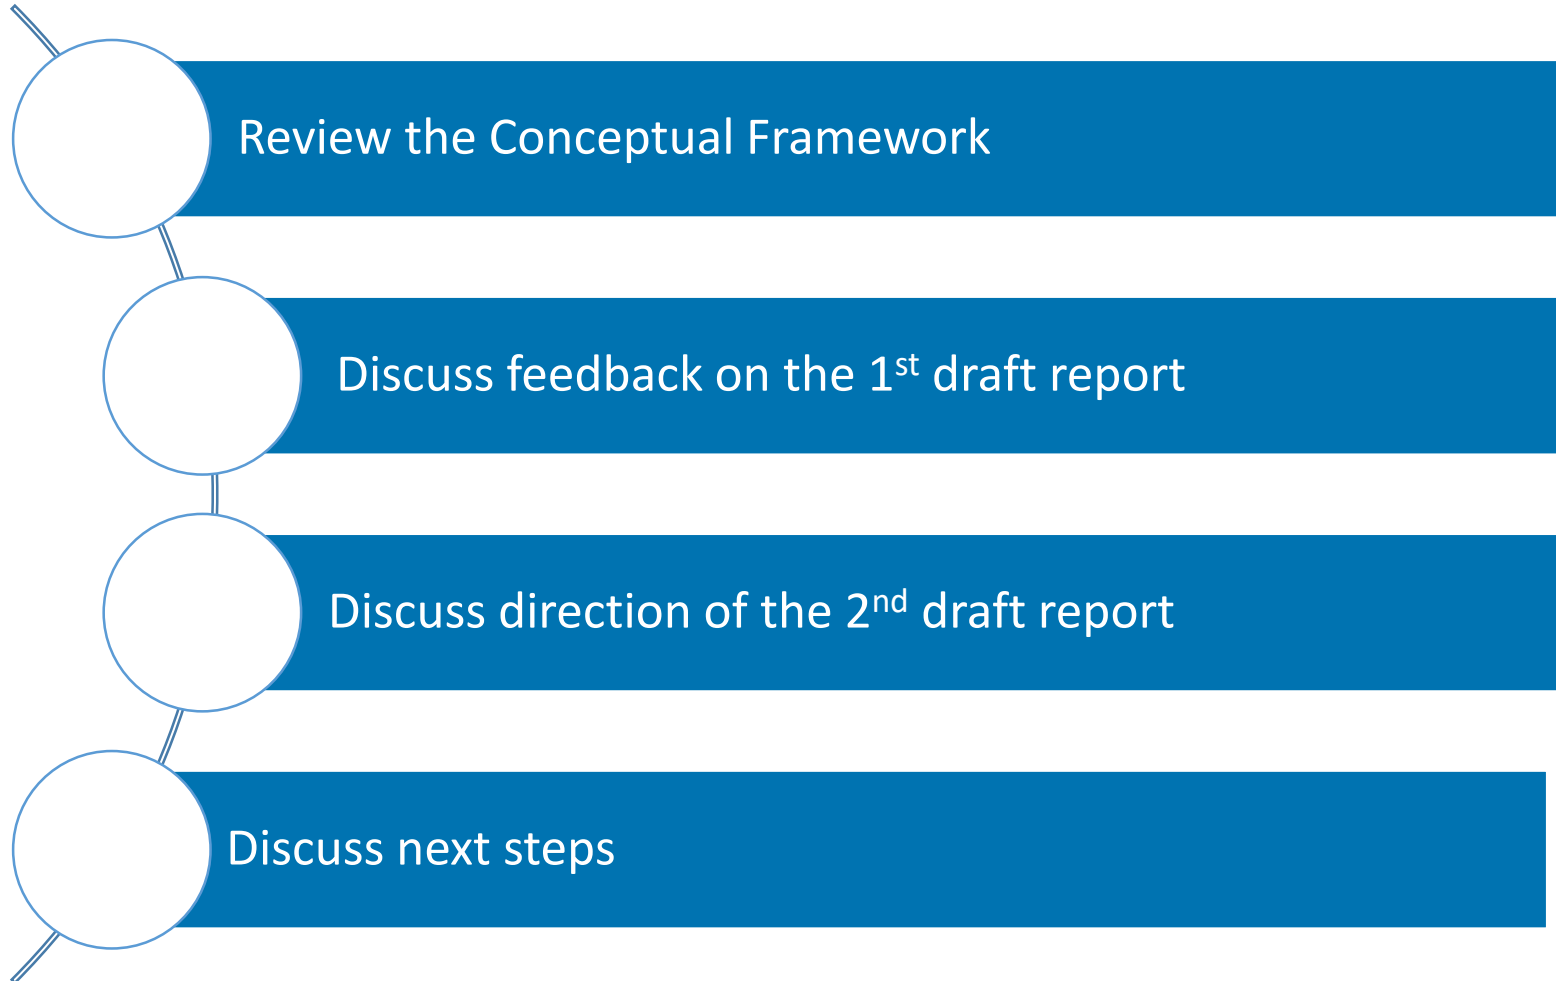 Review the Conceptual Framework
Discuss feedback on the 1st draft report
Discuss direction of the 2nd draft report
Discuss next steps